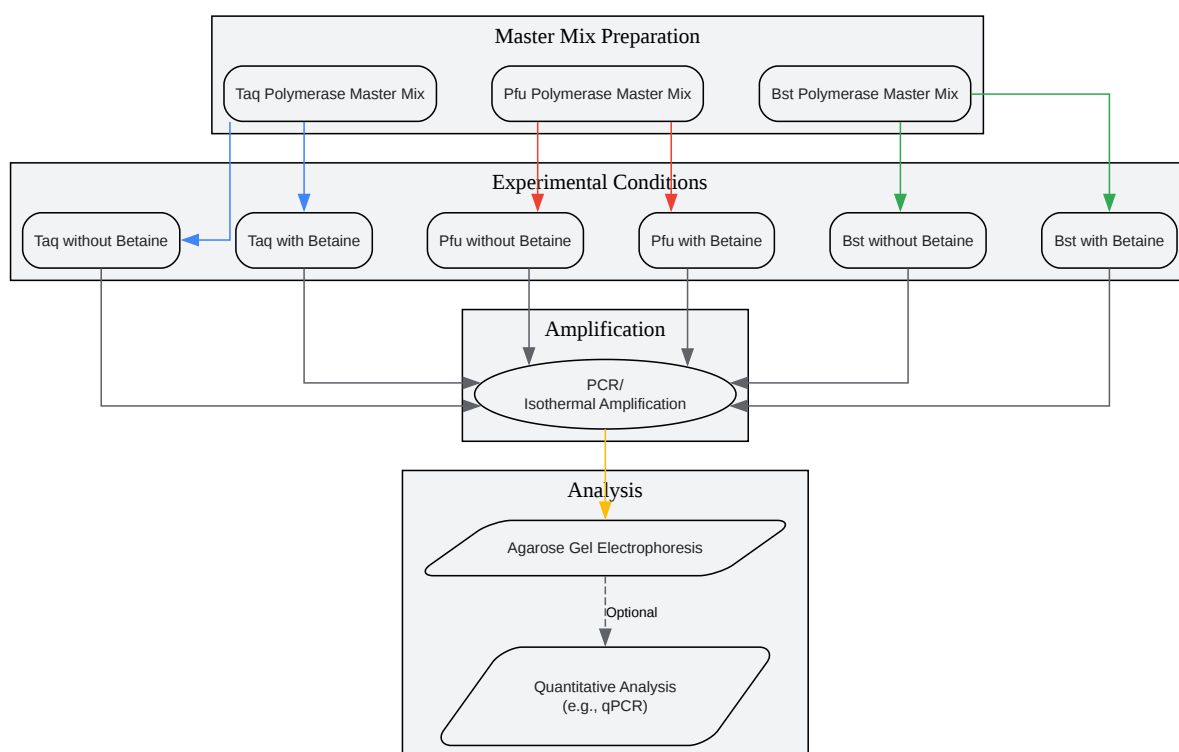 Master Mix Preparation
Taq Polymerase Master Mix
Pfu Polymerase Master Mix
Bst Polymerase Master Mix
Experimental Conditions
Taq without Betaine
Taq with Betaine
Pfu without Betaine
Pfu with Betaine
Bst without Betaine
Bst with Betaine
Amplification
PCR/
Isothermal Amplification
Analysis
Agarose Gel Electrophoresis
Optional
Quantitative Analysis
(e.g., qPCR)